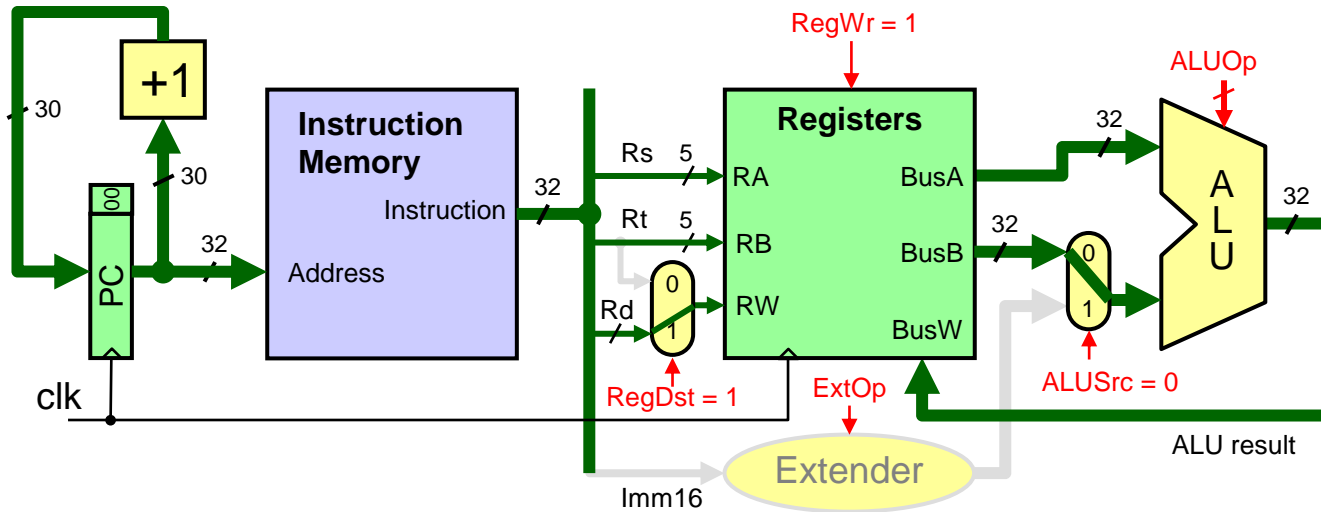 RegWr = 1
ALUOp
+1
30
30
Instruction
Memory
Instruction
Address
32
00
PC
32
clk
Rs
5
Rt
5
Rd
0
1
RegDst = 1
Registers
RA
RB
RW
BusA
BusB
BusW
32
32
0
1
ALUSrc = 0
ALU
32
ExtOp
Extender
Imm16
ALU result